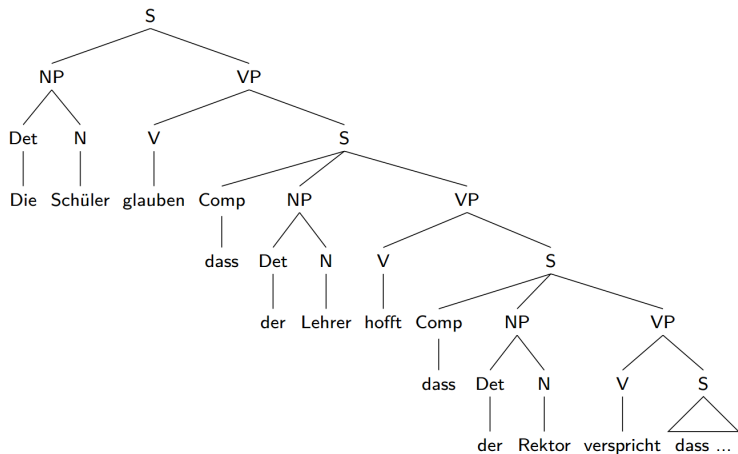 S
NP VP
Det N V S
Die Schüler glauben Comp NP VP
dass Det N V S
der Lehrer hofft Comp NP VP
dass Det N V S
der Rektor verspricht dass ...